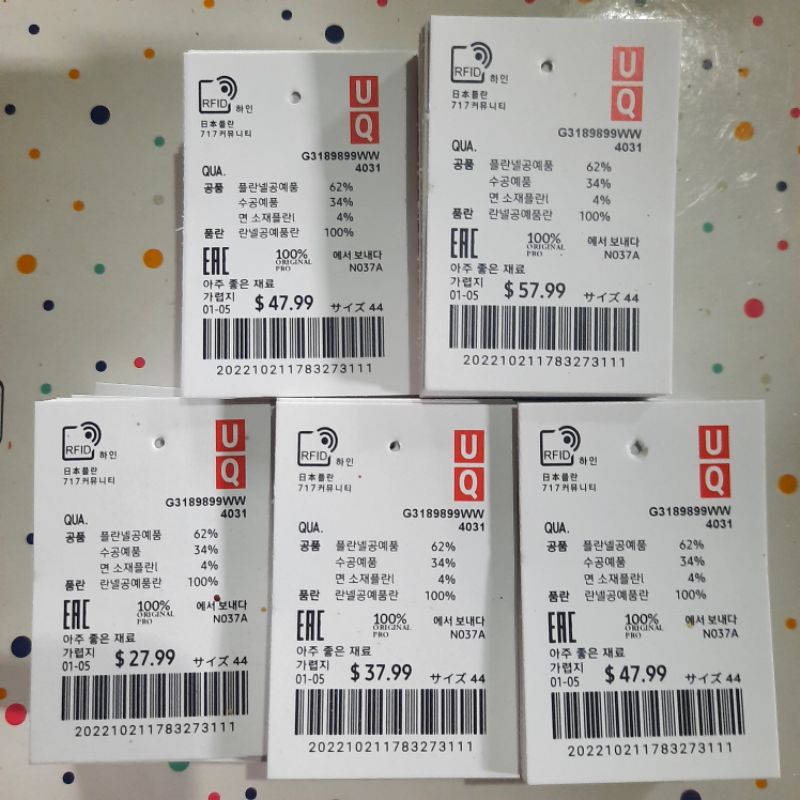 RFID 하인
日本플란
717커뮤니티
UQ
G3189899WW
4031
QUA.
공품 플란넬공예품 62%
수공예품 34%
면 소재플란l 4%
품란 란넬공예품란 100%
EAC 100% ORIGINAL PRO 에서 보내다
N037A
아주 좋은 재료
가렵지
01-05 $ 47.99 サイズ 44
202210211783273111
RFID 하인
日本플란
717커뮤니티
UQ
G3189899WW
4031
QUA.
공품 플란넬공예품 62%
수공예품 34%
면 소재플란l 4%
품란 란넬공예품란 100%
EAC 100% ORIGINAL PRO 에서 보내다
N037A
아주 좋은 재료
가렵지
01-05 $ 57.99 サイズ 44
202210211783273111
RFID 하인
日本플란
717커뮤니티
UQ
G3189899WW
4031
QUA.
공품 플란넬공예품 62%
수공예품 34%
면 소재플란l 4%
품란 란넬공예품란 100%
EAC 100% ORIGINAL PRO 에서 보내다
N037A
아주 좋은 재료
가렵지
01-05 $ 27.99 サイズ 44
202210211783273111
RFID 하인
日本플란
717커뮤니티
UQ
G3189899WW
4031
QUA.
공품 플란넬공예품 62%
수공예품 34%
면 소재플란l 4%
품란 란넬공예품란 100%
EAC 100% ORIGINAL PRO 에서 보내다
N037A
아주 좋은 재료
가렵지
01-05 $ 37.99 サイズ 44
202210211783273111
RFID 하인
日本플란
717커뮤니티
UQ
G3189899WW
4031
QUA.
공품 플란넬공예품 62%
수공예품 34%
면 소재플란l 4%
품란 란넬공예품란 100%
EAC 100% ORIGINAL PRO 에서 보내다
N037A
아주 좋은 재료
가렵지
01-05 $ 47.99 サイズ 44
202210211783273111